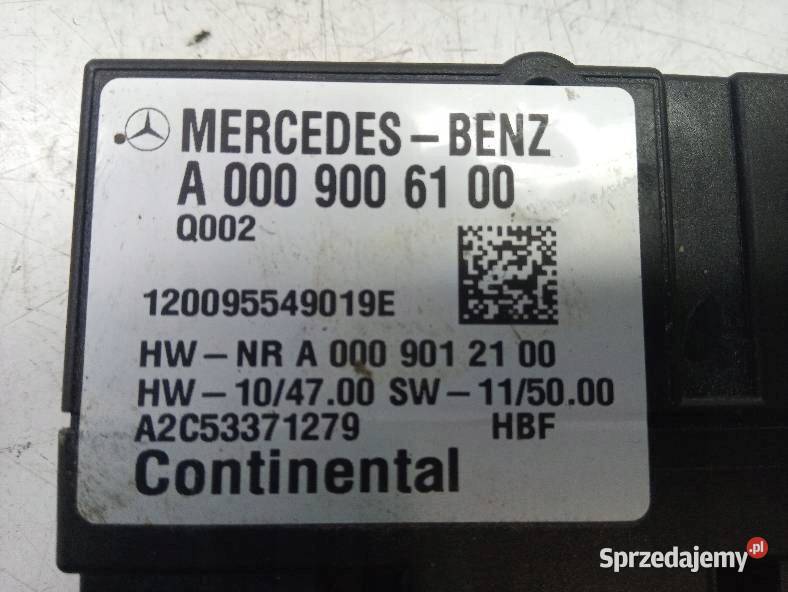 MERCEDES-BENZ
A 000 900 61 00
Q002
120095549019E
HW-NR A 000 901 21 00
HW-10/47.00 SW-11/50.00
A2C53371279 HBF
Continental
Sprzedajemy.pl